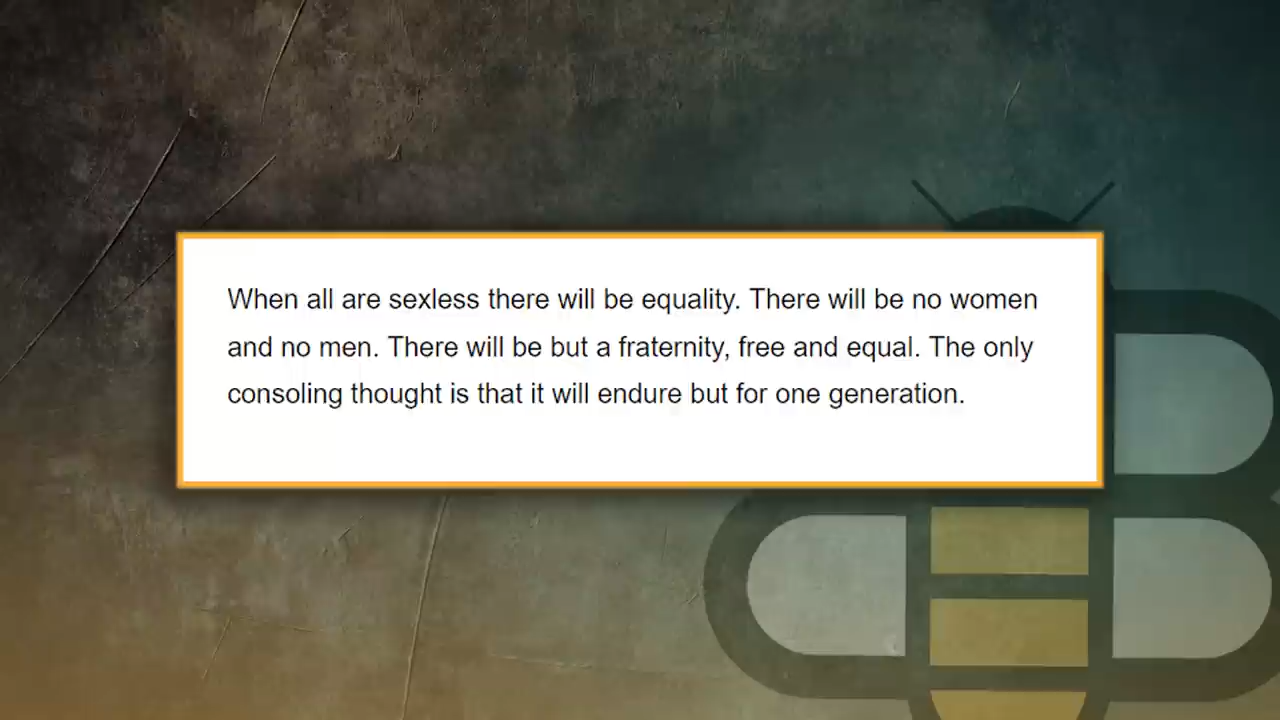 When all are sexless there will be equality. There will be no women
and no men. There will be but a fraternity, free and equal. The only
consoling thought is that it will endure but for one generation.